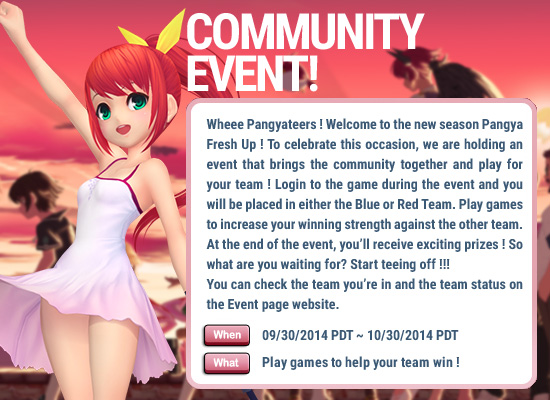 COMMUNITY
EVENT!
Wheee Pangyateers ! Welcome to the new season Pangya
Fresh Up ! To celebrate this occasion, we are holding an
event that brings the community together and play for
your team ! Login to the game during the event and you
will be placed in either the Blue or Red Team. Play games
to increase your winning strength against the other team.
At the end of the event, you'll receive exciting prizes ! So
what are you waiting for? Start teeing off !!!
You can check the team you're in and the team status on
the Event page website.
When 09/30/2014 PDT ~ 10/30/2014 PDT
What Play games to help your team win !